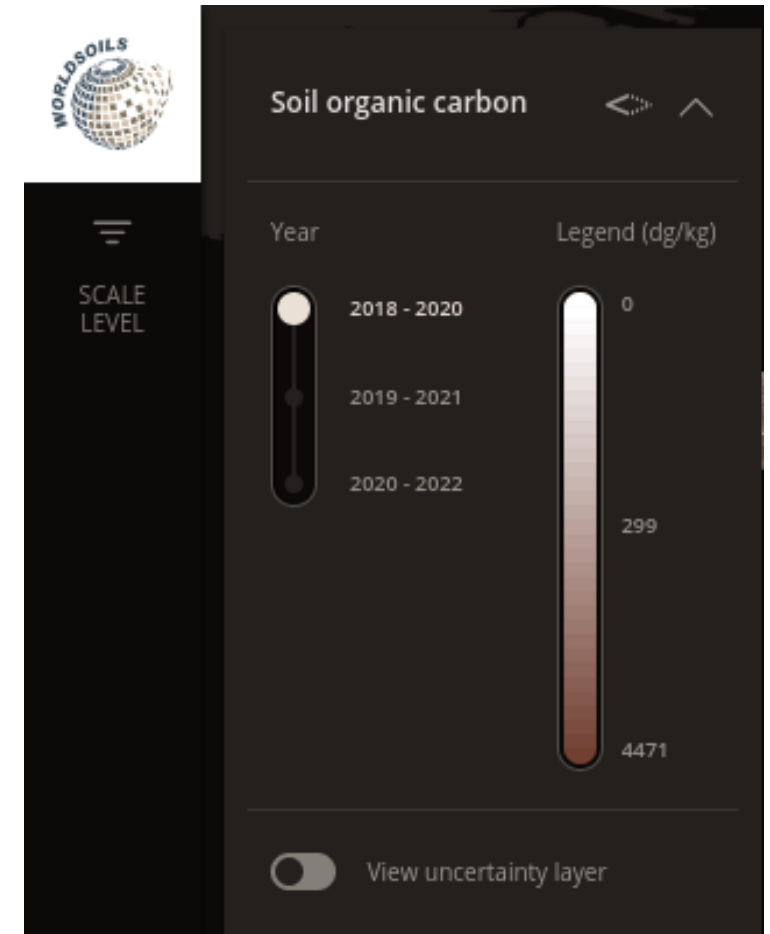 WORLDSOILS
Soil organic carbon
SCALE
LEVEL
Year
2018 - 2020
2019 - 2021
2020 - 2022
Legend (dg/kg)
0
299
4471
View uncertainty layer